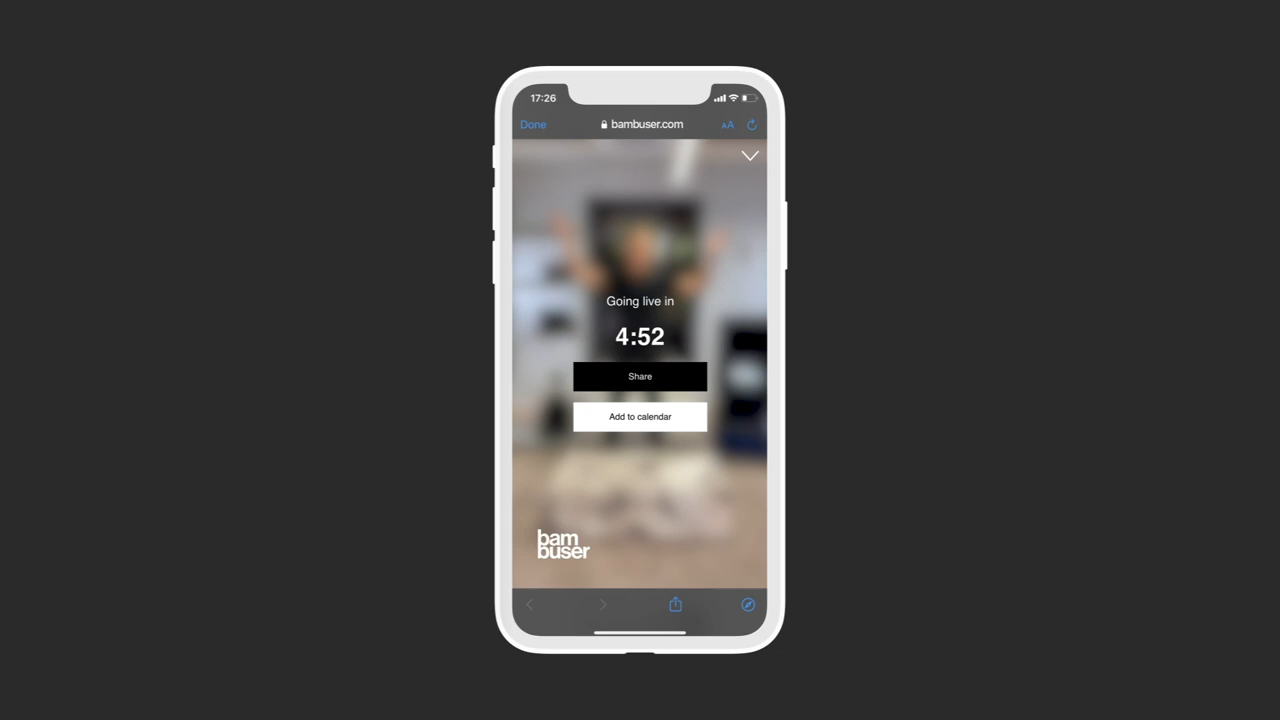 17:26
Done
bambuser.com
AA
Going live in
4:52
Share
Add to calendar
bam
buser